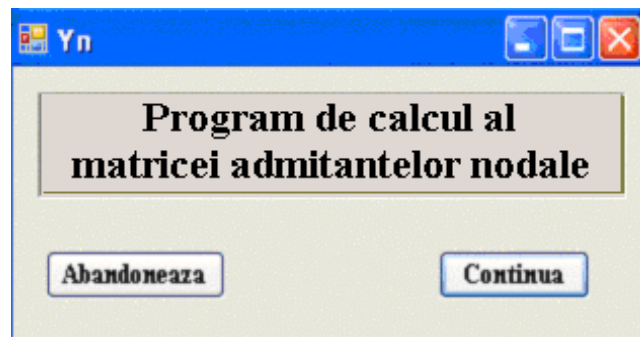 Yn
Program de calcul al
matricei admitantelor nodale
Abandoneaza
Continua